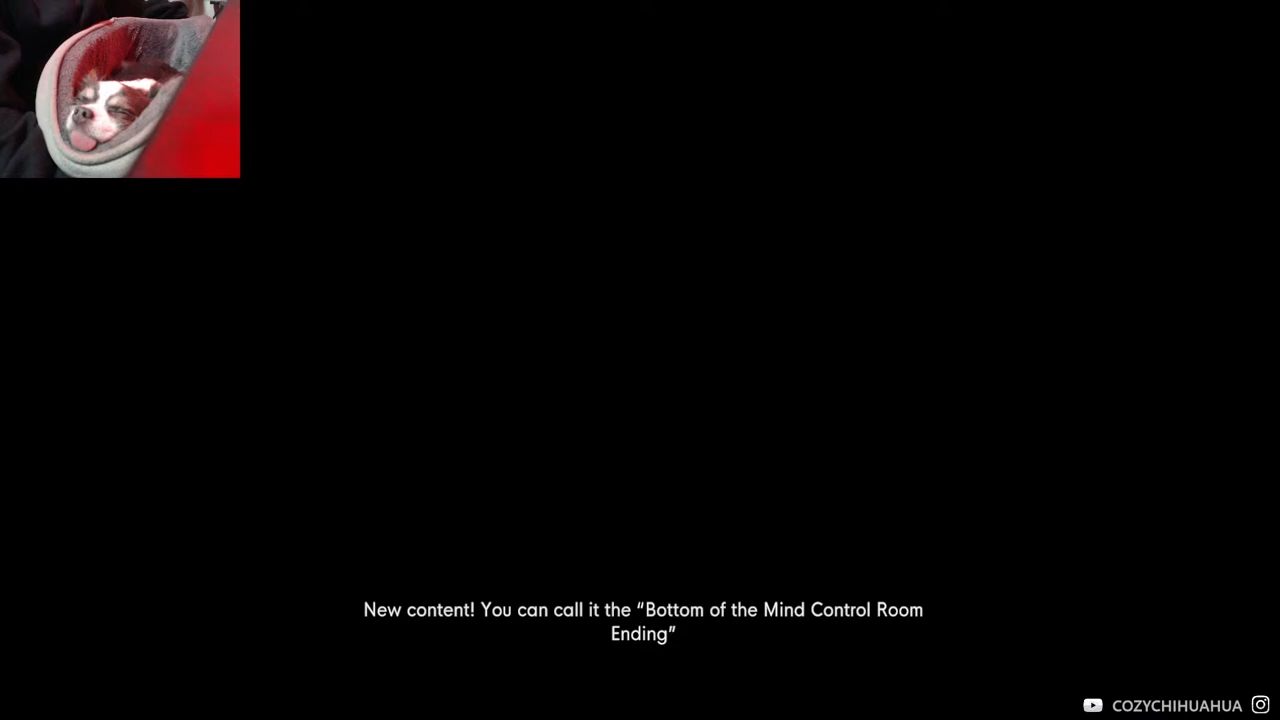 New content! You can call it the “Bottom of the Mind Control Room
Ending”
COZYCHIHUAHUA